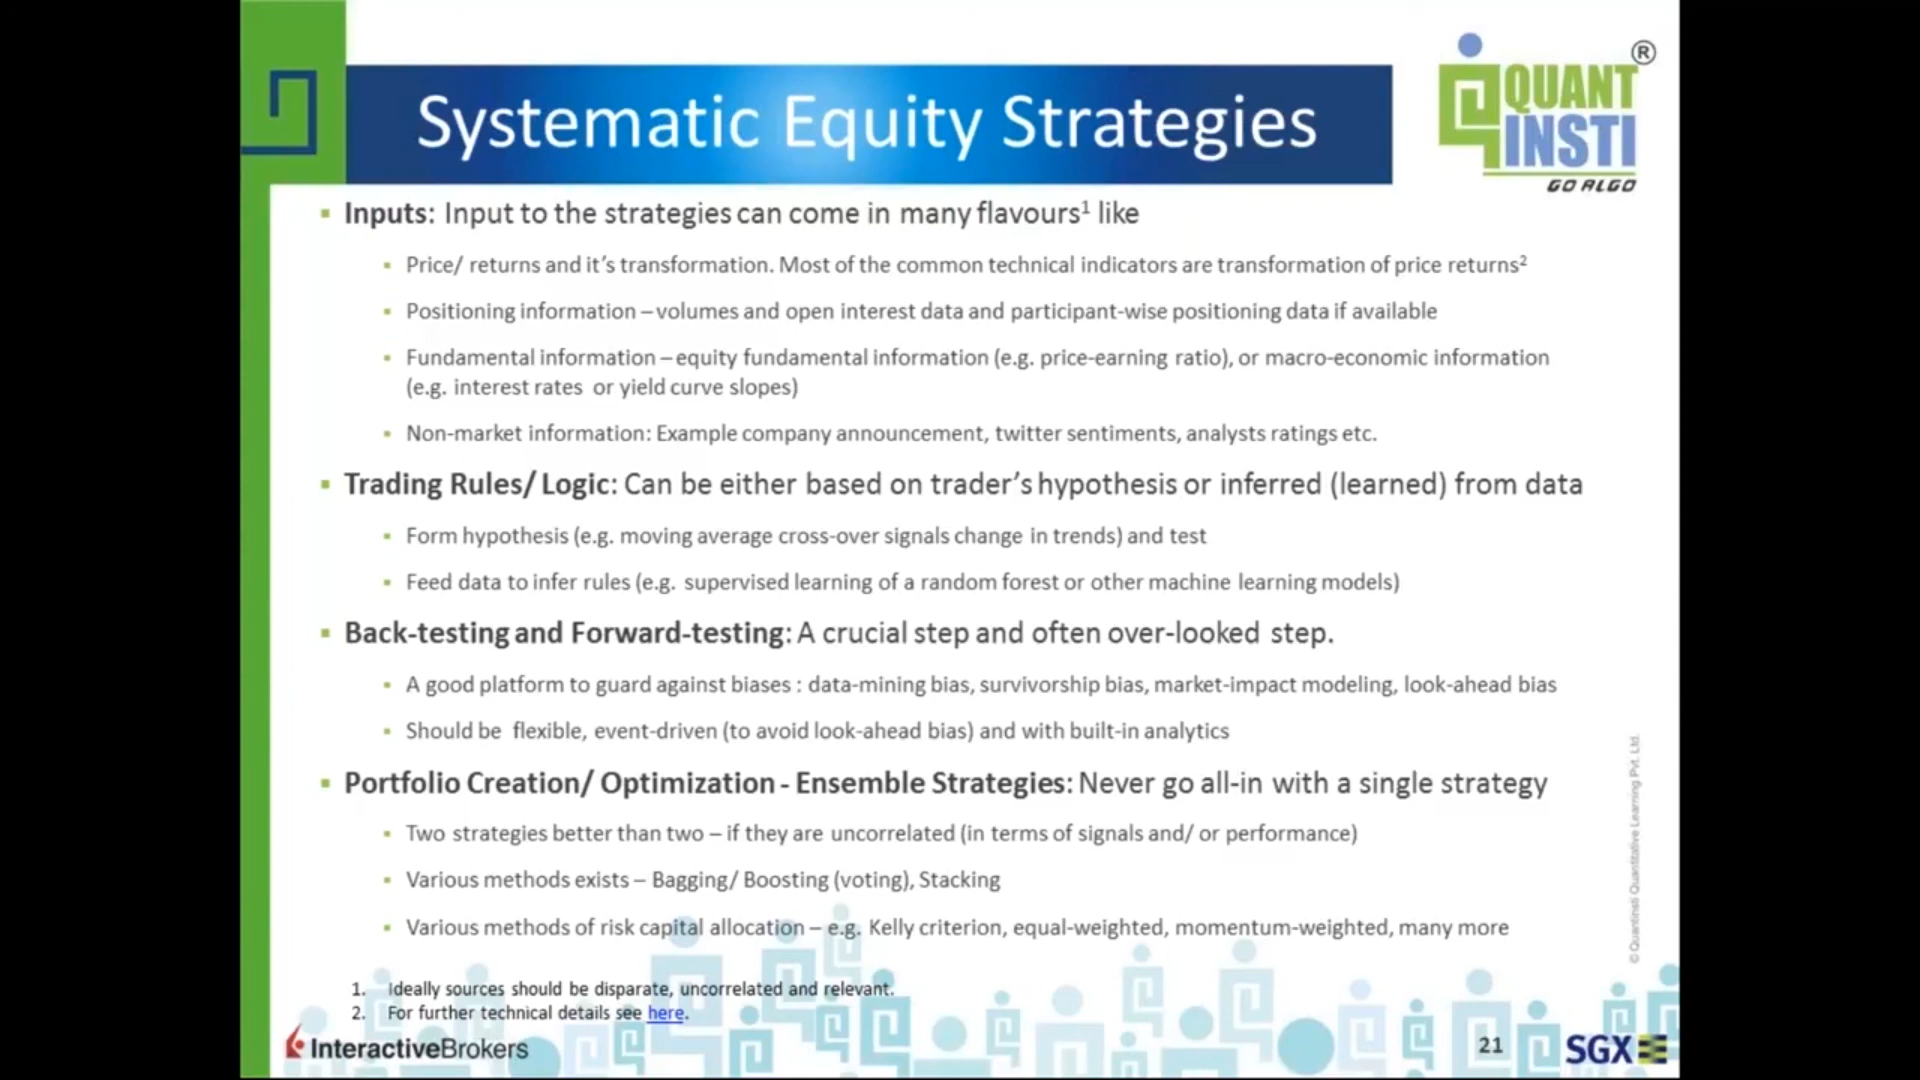 Systematic Equity Strategies
®
QUANT
INSTI
GO ALGO
Inputs: Input to the strategies can come in many flavours¹ like
Price/ returns and it's transformation. Most of the common technical indicators are transformation of price returns²
Positioning information – volumes and open interest data and participant-wise positioning data if available
Fundamental information – equity fundamental information (e.g. price-earning ratio), or macro-economic information
(e.g. interest rates or yield curve slopes)
Non-market information: Example company announcement, twitter sentiments, analysts ratings etc.
Trading Rules/ Logic: Can be either based on trader's hypothesis or inferred (learned) from data
Form hypothesis (e.g. moving average cross-over signals change in trends) and test
Feed data to infer rules (e.g. supervised learning of a random forest or other machine learning models)
Back-testing and Forward-testing: A crucial step and often over-looked step.
A good platform to guard against biases : data-mining bias, survivorship bias, market-impact modeling, look-ahead bias
Should be flexible, event-driven (to avoid look-ahead bias) and with built-in analytics
Portfolio Creation/ Optimization - Ensemble Strategies: Never go all-in with a single strategy
Two strategies better than two – if they are uncorrelated (in terms of signals and/ or performance)
Various methods exists – Bagging/ Boosting (voting), Stacking
Various methods of risk capital allocation – e.g. Kelly criterion, equal-weighted, momentum-weighted, many more
1. Ideally sources should be disparate, uncorrelated and relevant.
2. For further technical details see here.
InteractiveBrokers
21
SGX
© QuantInsti Quantitative Learning Pvt. Ltd.